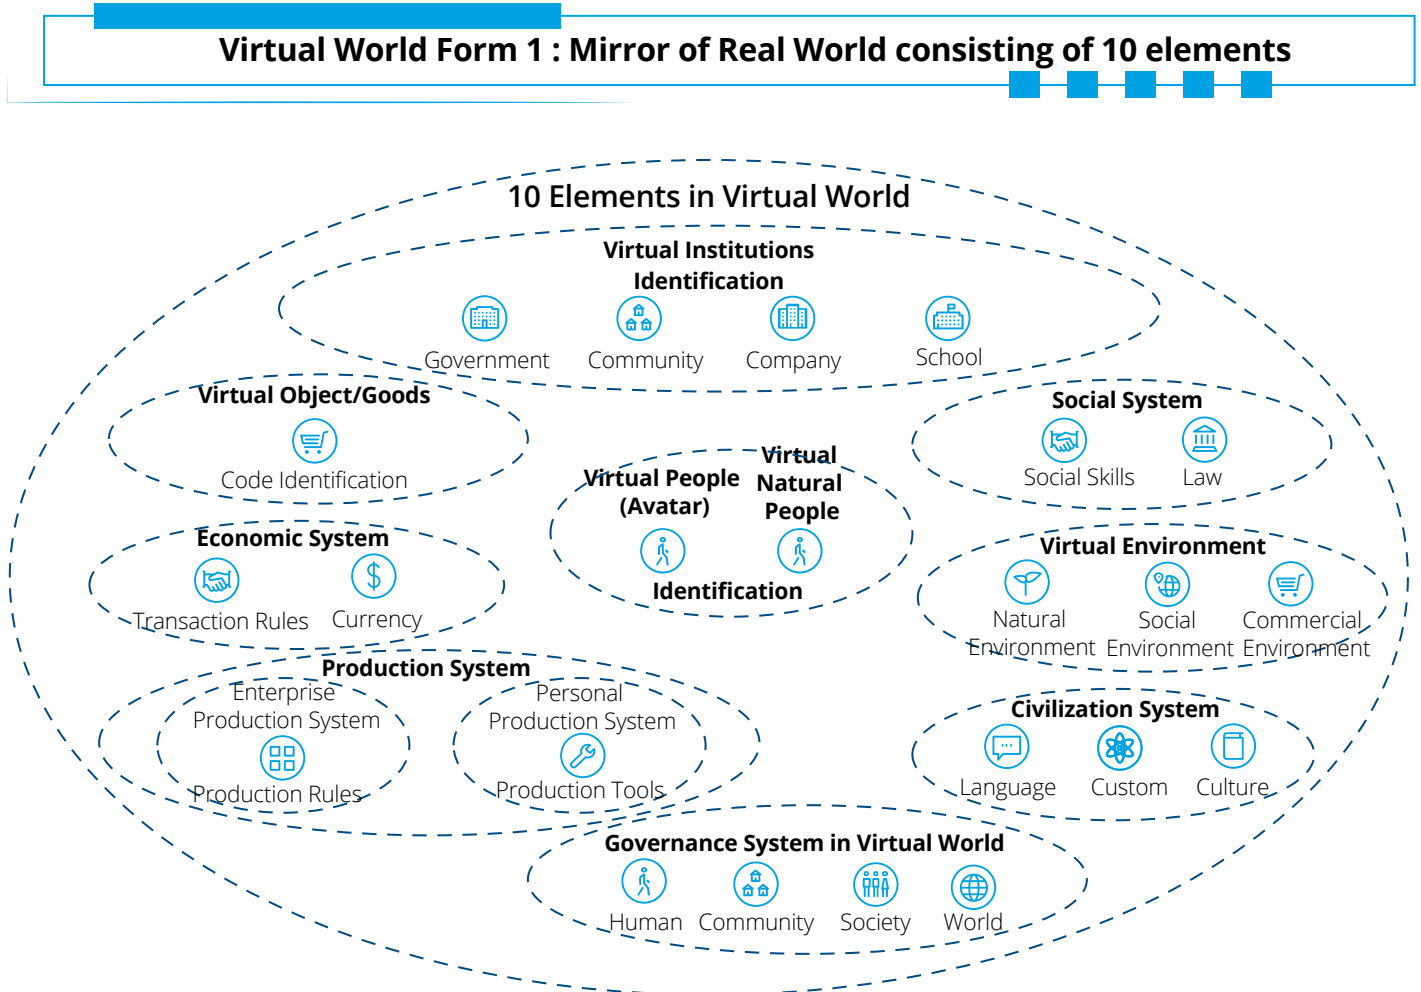 Virtual World Form 1 : Mirror of Real World consisting of 10 elements
10 Elements in Virtual World
Virtual Institutions
Identification
Government
Community
Company
School
Virtual Object/Goods
Code Identification
Social System
Social Skills
Law
Virtual People
(Avatar)
Virtual
Natural
People
Identification
Economic System
Transaction Rules
Currency
Virtual Environment
Natural
Environment
Social
Environment
Commercial
Environment
Production System
Enterprise
Production System
Production Rules
Personal
Production System
Production Tools
Civilization System
Language
Custom
Culture
Governance System in Virtual World
Human
Community
Society
World